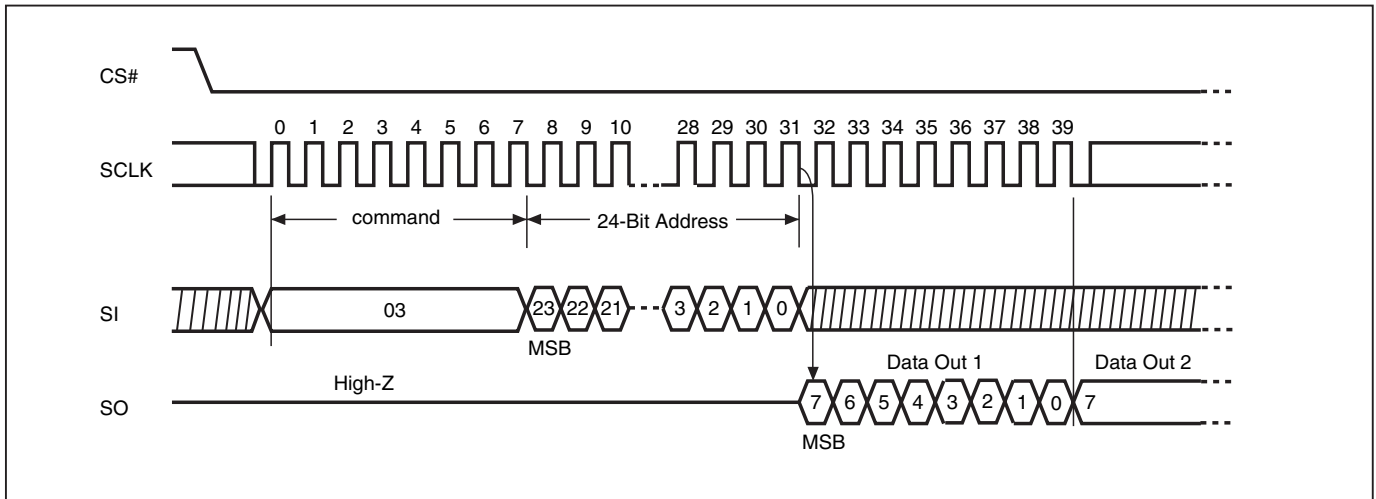 CS#
0 1 2 3 4 5 6 7 8 9 10 28 29 30 31 32 33 34 35 36 37 38 39
SCLK
command
24-Bit Address
SI
03
23 22 21 3 2 1 0
MSB
Data Out 1
Data Out 2
High-Z
SO
7 6 5 4 3 2 1 0 7
MSB